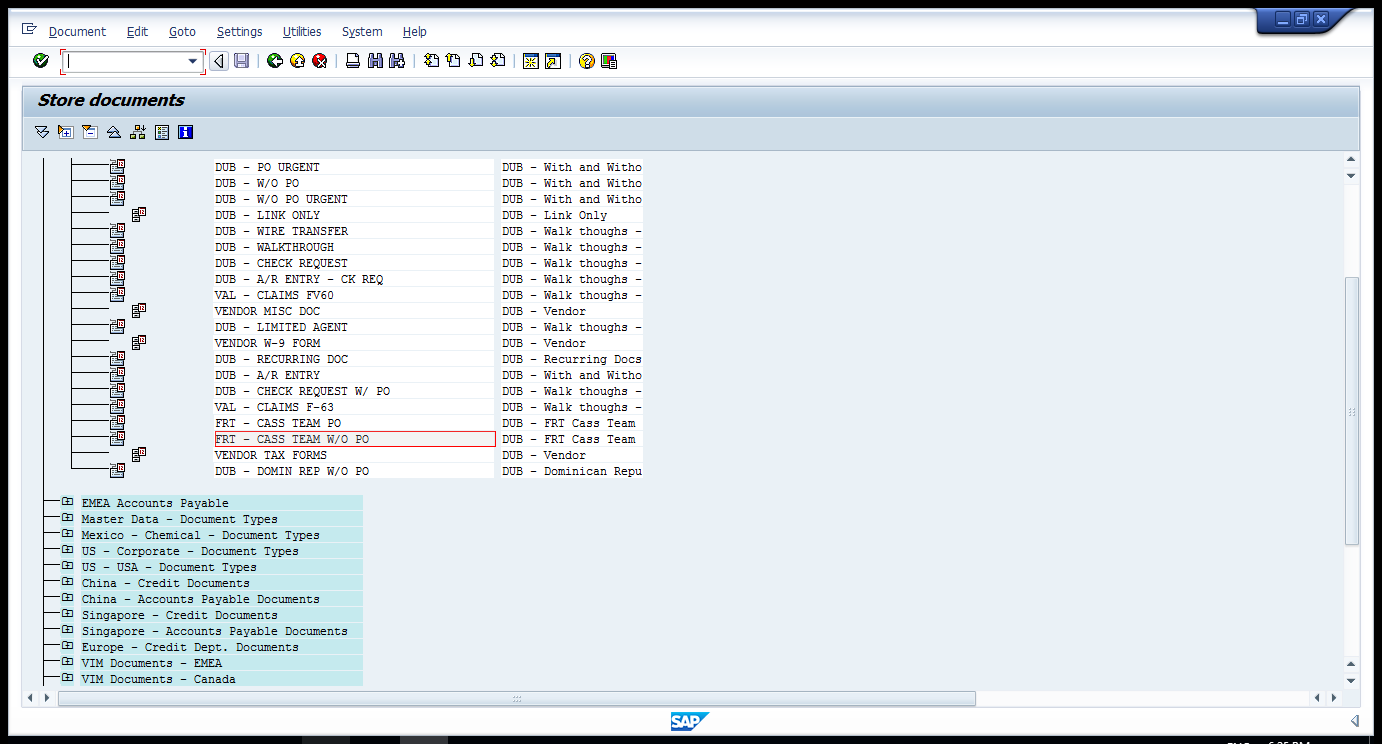 Document Edit Goto Settings Utilities System Help
Store documents
DUB - PO URGENT DUB - With and Witho
DUB - W/O PO DUB - With and Witho
DUB - W/O PO URGENT DUB - With and Witho
DUB - LINK ONLY DUB - Link Only
DUB - WIRE TRANSFER DUB - Walk thoughs -
DUB - WALKTHROUGH DUB - Walk thoughs -
DUB - CHECK REQUEST DUB - Walk thoughs -
DUB - A/R ENTRY - CK REQ DUB - Walk thoughs -
VAL - CLAIMS FV60 DUB - Walk thoughs -
VENDOR MISC DOC DUB - Vendor
DUB - LIMITED AGENT DUB - Walk thoughs -
VENDOR W-9 FORM DUB - Vendor
DUB - RECURRING DOC DUB - Recurring Docs
DUB - A/R ENTRY DUB - With and Witho
DUB - CHECK REQUEST W/ PO DUB - Walk thoughs -
VAL - CLAIMS F-63 DUB - Walk thoughs -
FRT - CASS TEAM PO DUB - FRT Cass Team
FRT - CASS TEAM W/O PO DUB - FRT Cass Team
VENDOR TAX FORMS DUB - Vendor
DUB - DOMIN REP W/O PO DUB - Dominican Repu
EMEA Accounts Payable
Master Data - Document Types
Mexico - Chemical - Document Types
US - Corporate - Document Types
US - USA - Document Types
China - Credit Documents
China - Accounts Payable Documents
Singapore - Credit Documents
Singapore - Accounts Payable Documents
Europe - Credit Dept. Documents
VIM Documents - EMEA
VIM Documents - Canada
SAP